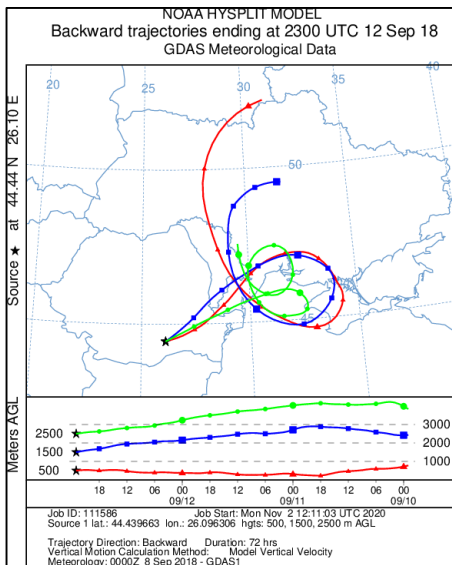 NOAA HYSPLIT MODEL
Backward trajectories ending at 2300 UTC 12 Sep 18
GDAS Meteorological Data
20
25
30
35
40
50
45
Source ★ at 44.44 N 26.10 E
Meters AGL
2500
1500
500
3000
2000
1000
18 12 06 00 18 12 06 00 18 12 06 00
09/12 09/11 09/10
Job ID: 111586 Job Start: Mon Nov 2 12:11:03 UTC 2020
Source 1 lat.: 44.439663 lon.: 26.096306 hgts: 500, 1500, 2500 m AGL
Trajectory Direction: Backward Duration: 72 hrs
Vertical Motion Calculation Method: Model Vertical Velocity
Meteorology: 0000Z 8 Sep 2018 - GDAS1